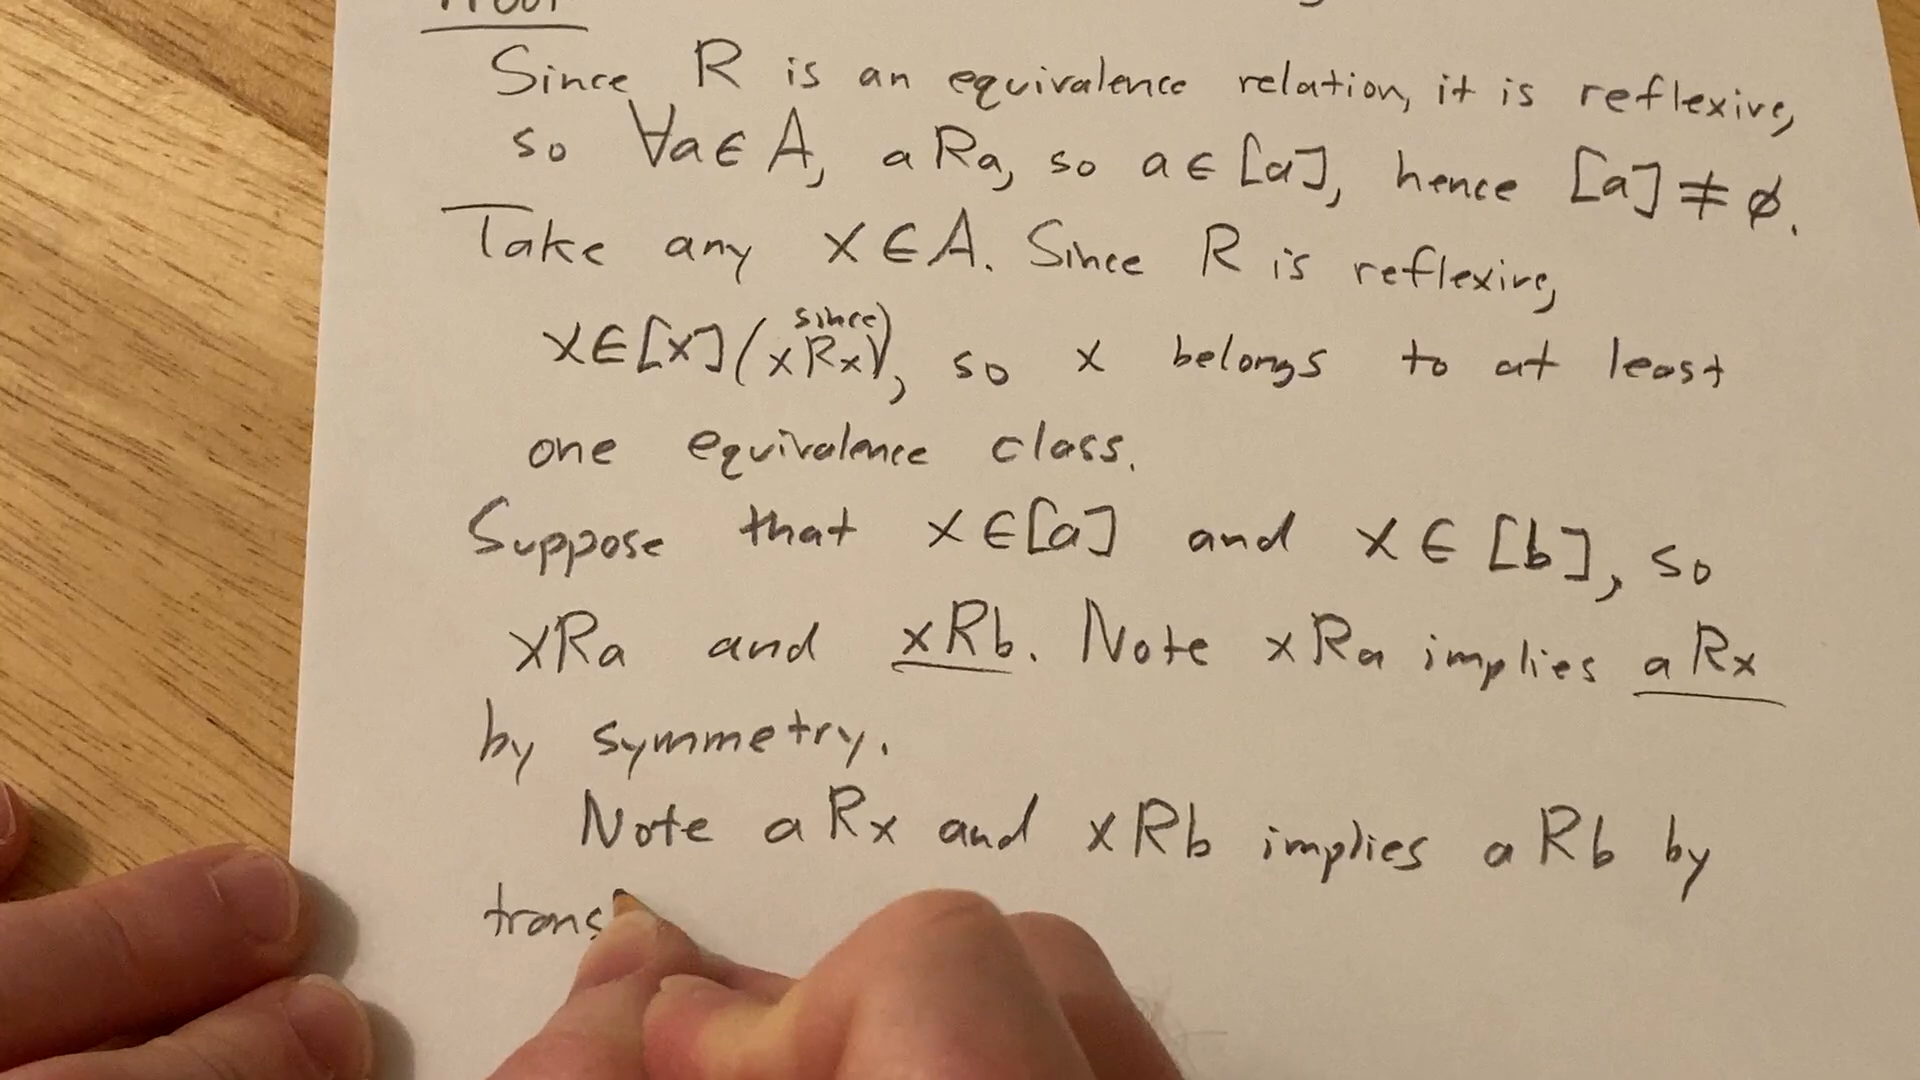 Proof
Since R is an equivalence relation, it is reflexive,
so ∀a∈A, aRa, so a∈[a], hence [a]≠∅.
Take any x∈A. Since R is reflexive,
x∈[x] (since xRx), so x belongs to at least
one equivalence class.
Suppose that x∈[a] and x∈[b], so
xRa and xRb. Note xRa implies aRx
by symmetry.
Note aRx and xRb implies aRb by
trans